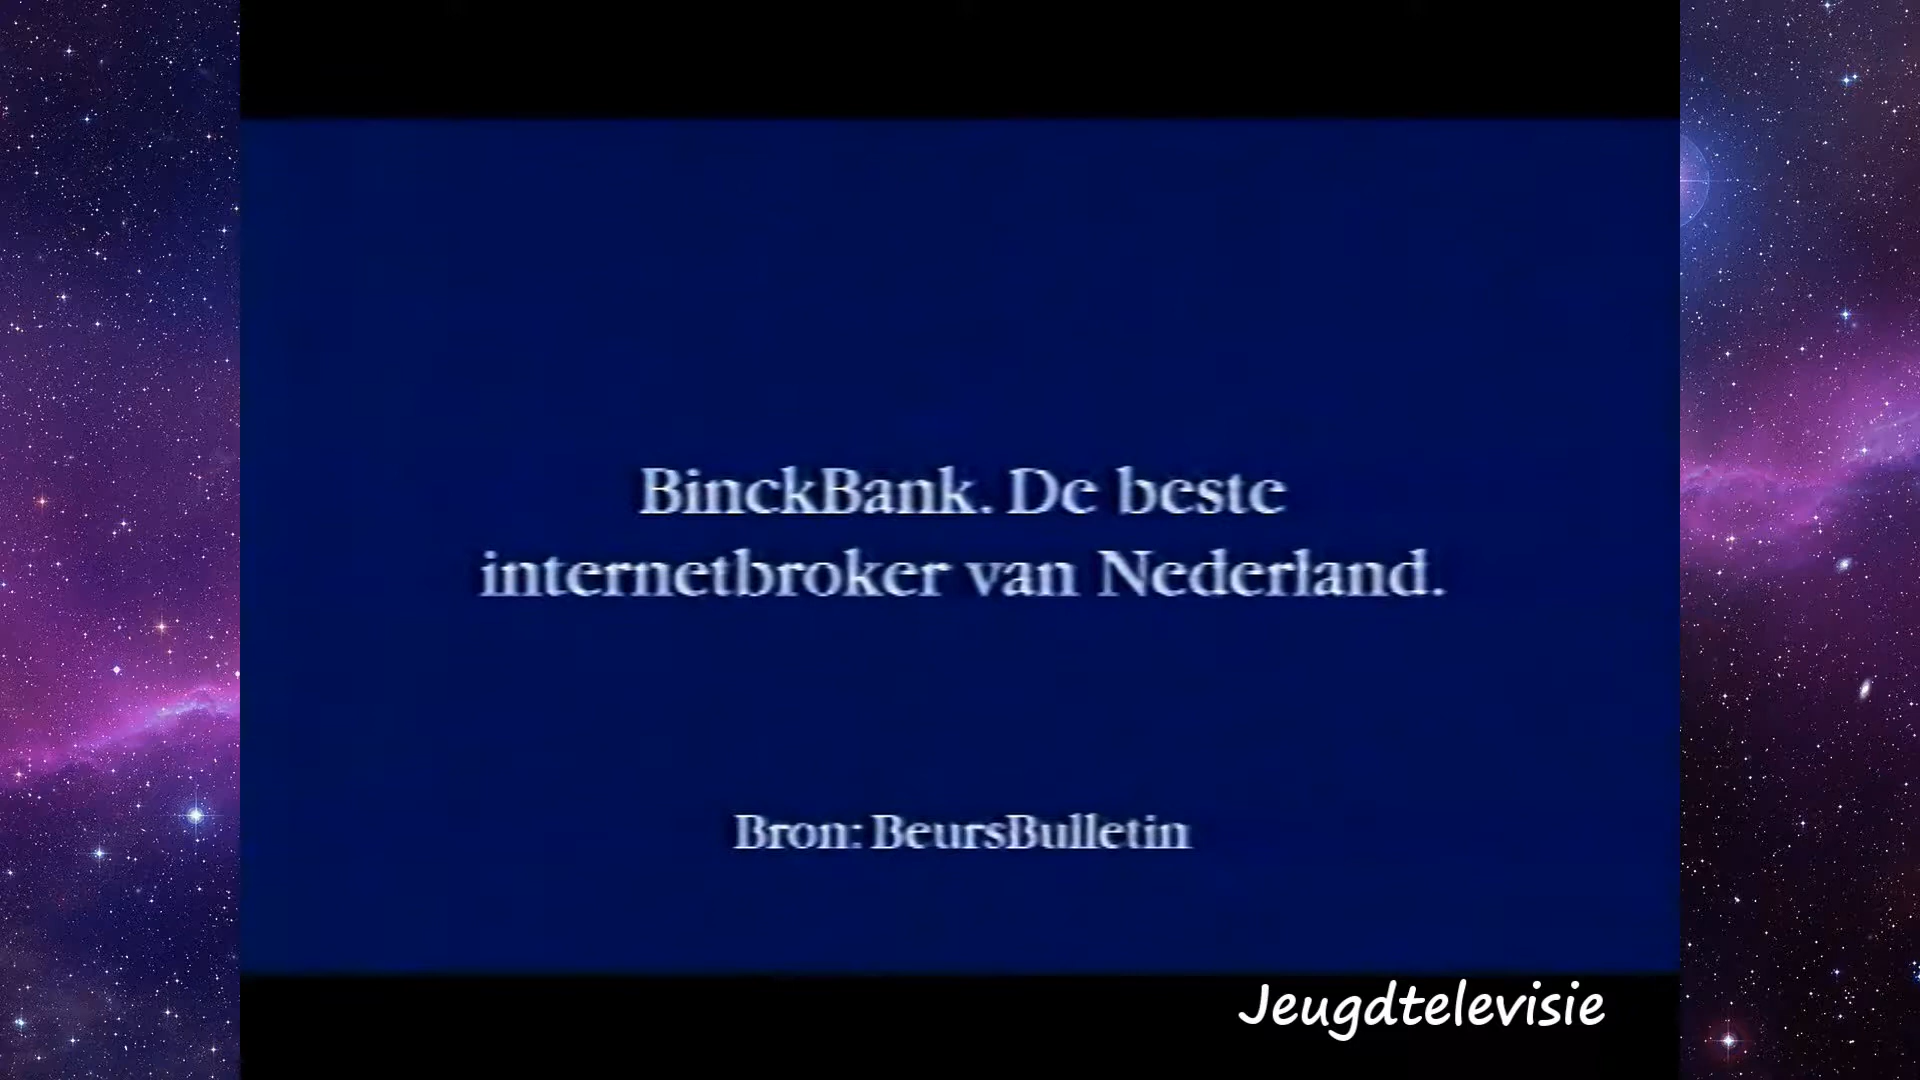 BinckBank. De beste
internetbroker van Nederland.
Bron: BeursBulletin
Jeugdtelevisie